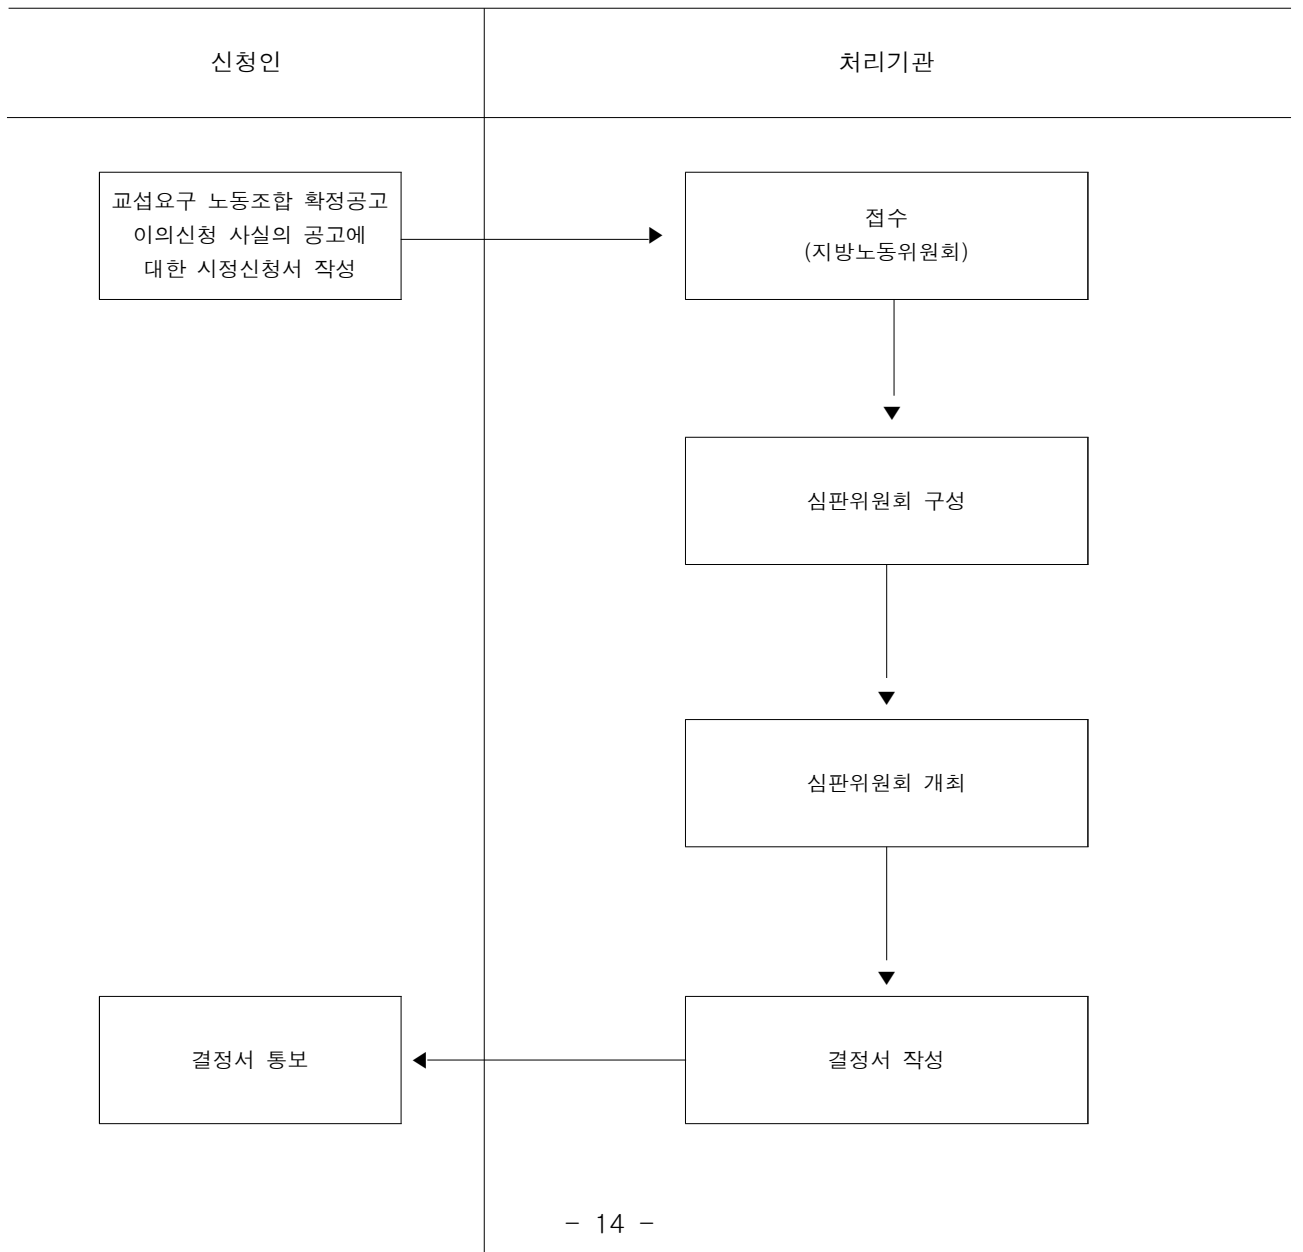 신청인
처리기관
교섭요구 노동조합 확정공고
이의신청 사실의 공고에
대한 시정신청서 작성
접수
(지방노동위원회)
심판위원회 구성
심판위원회 개최
결정서 통보
결정서 작성
- 14 -